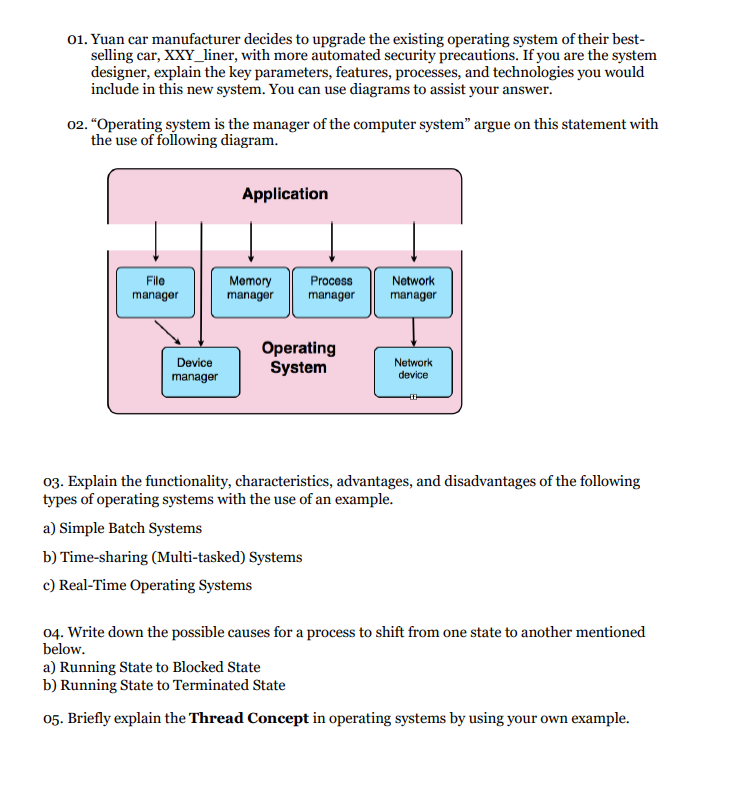 01. Yuan car manufacturer decides to upgrade the existing operating system of their best-
selling car, XXY_liner, with more automated security precautions. If you are the system
designer, explain the key parameters, features, processes, and technologies you would
include in this new system. You can use diagrams to assist your answer.
02. “Operating system is the manager of the computer system” argue on this statement with
the use of following diagram.
Application
File
manager
Memory
manager
Process
manager
Network
manager
Operating
System
Device
manager
Network
device
03. Explain the functionality, characteristics, advantages, and disadvantages of the following
types of operating systems with the use of an example.
a) Simple Batch Systems
b) Time-sharing (Multi-tasked) Systems
c) Real-Time Operating Systems
04. Write down the possible causes for a process to shift from one state to another mentioned
below.
a) Running State to Blocked State
b) Running State to Terminated State
05. Briefly explain the Thread Concept in operating systems by using your own example.